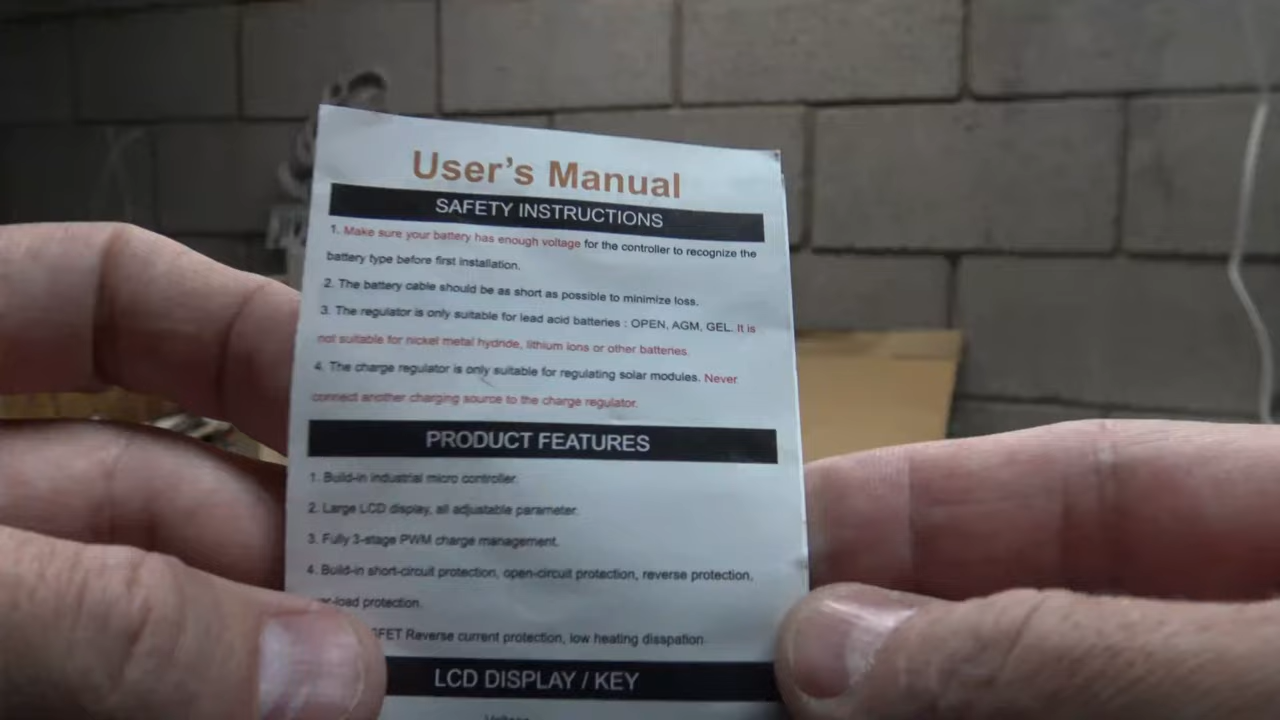 User's Manual
SAFETY INSTRUCTIONS
1. Make sure your battery has enough voltage for the controller to recognize the
battery type before first installation.
2. The battery cable should be as short as possible to minimize loss.
3. The regulator is only suitable for lead acid batteries : OPEN, AGM, GEL. It is
not suitable for nickel metal hydride, lithium ions or other batteries.
4. The charge regulator is only suitable for regulating solar modules. Never
connect another charging source to the charge regulator.
PRODUCT FEATURES
1. Build-in industrial micro controller.
2. Large LCD display, all adjustable parameter.
3. Fully 3-stage PWM charge management.
4. Build-in short-circuit protection, open-circuit protection, reverse protection,
-load protection.
FET Reverse current protection, low heating disspation
LCD DISPLAY / KEY